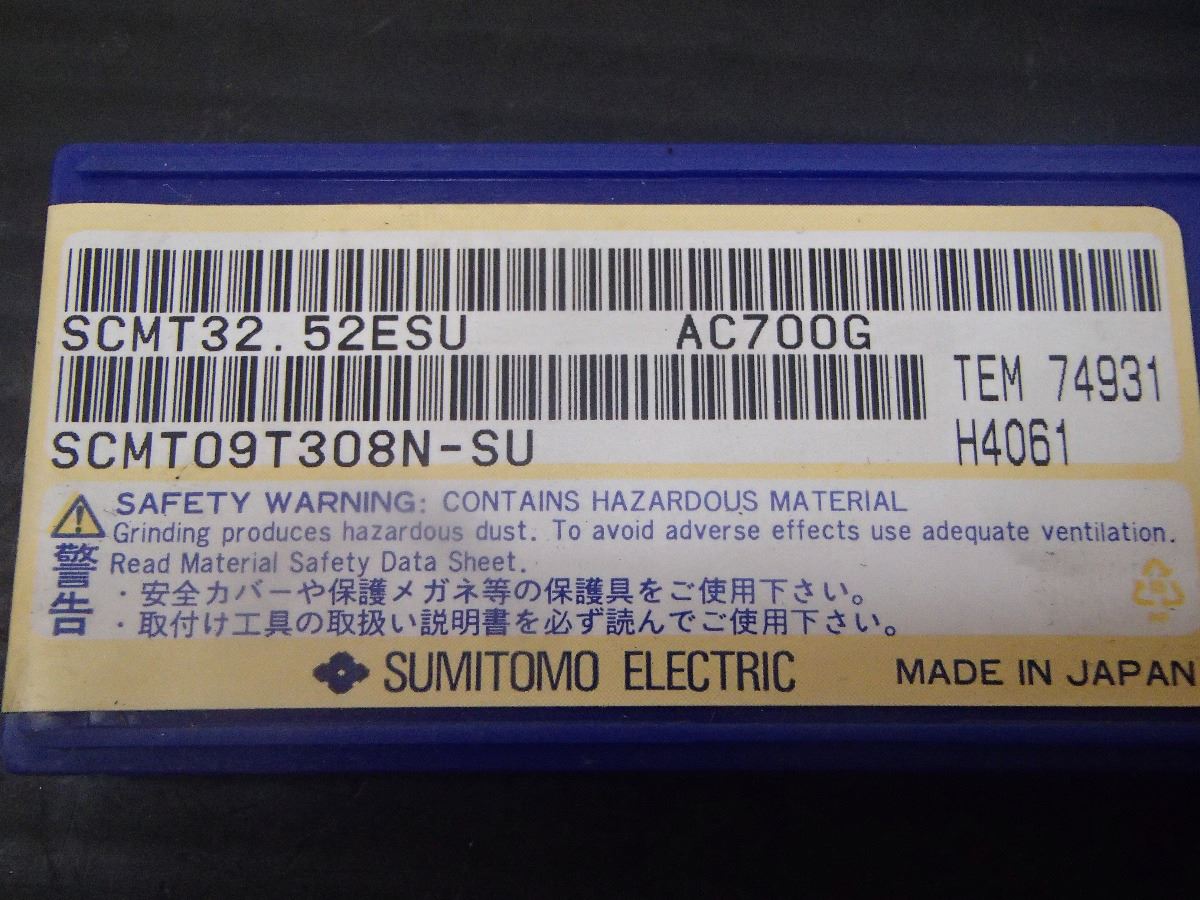 SCMT32.52ESU AC700G
TEM 74931
SCMT09T308N-SU H4061
SAFETY WARNING: CONTAINS HAZARDOUS MATERIAL
Grinding produces hazardous dust. To avoid adverse effects use adequate ventilation.
Read Material Safety Data Sheet.
警告
・安全カバーや保護メガネ等の保護具をご使用下さい。
・取付け工具の取扱い説明書を必ず読んでご使用下さい。
SUMITOMO ELECTRIC MADE IN JAPAN